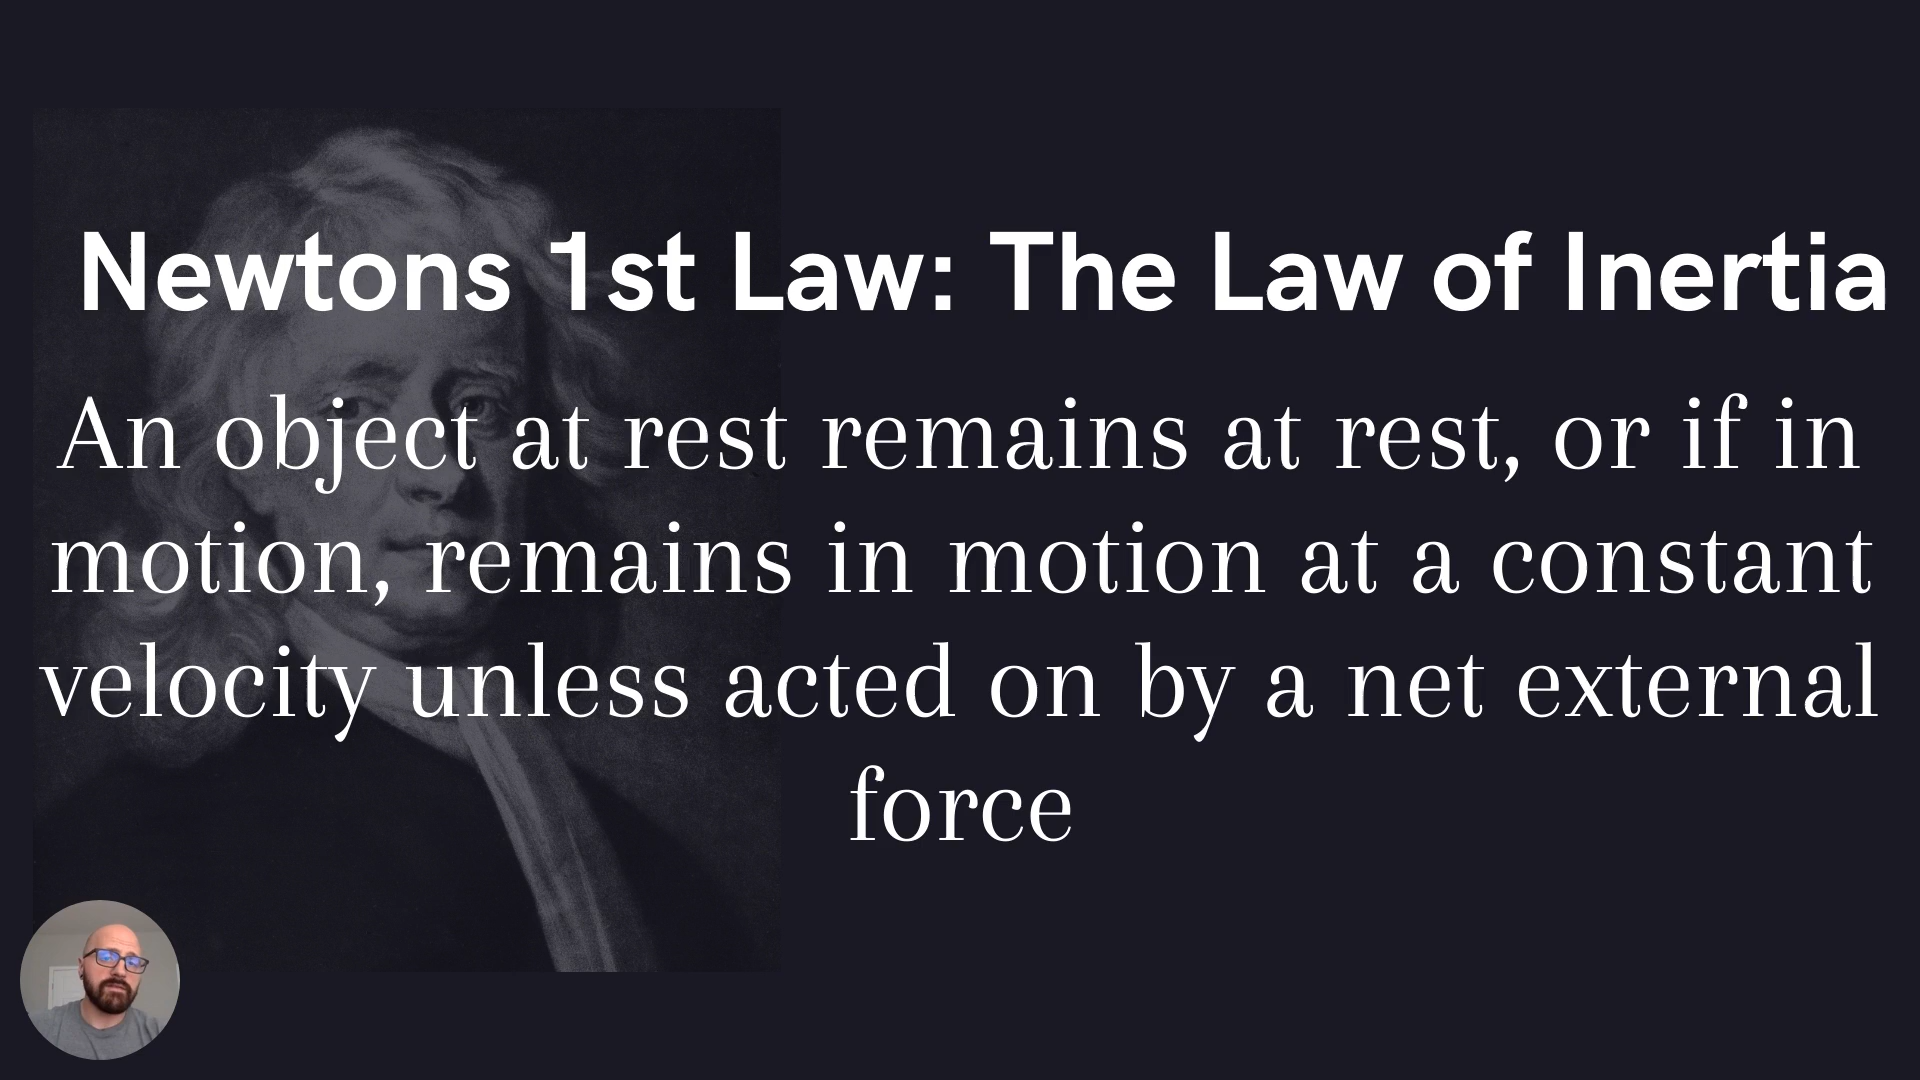 Newtons 1st Law: The Law of Inertia
An object at rest remains at rest, or if in
motion, remains in motion at a constant
velocity unless acted on by a net external
force